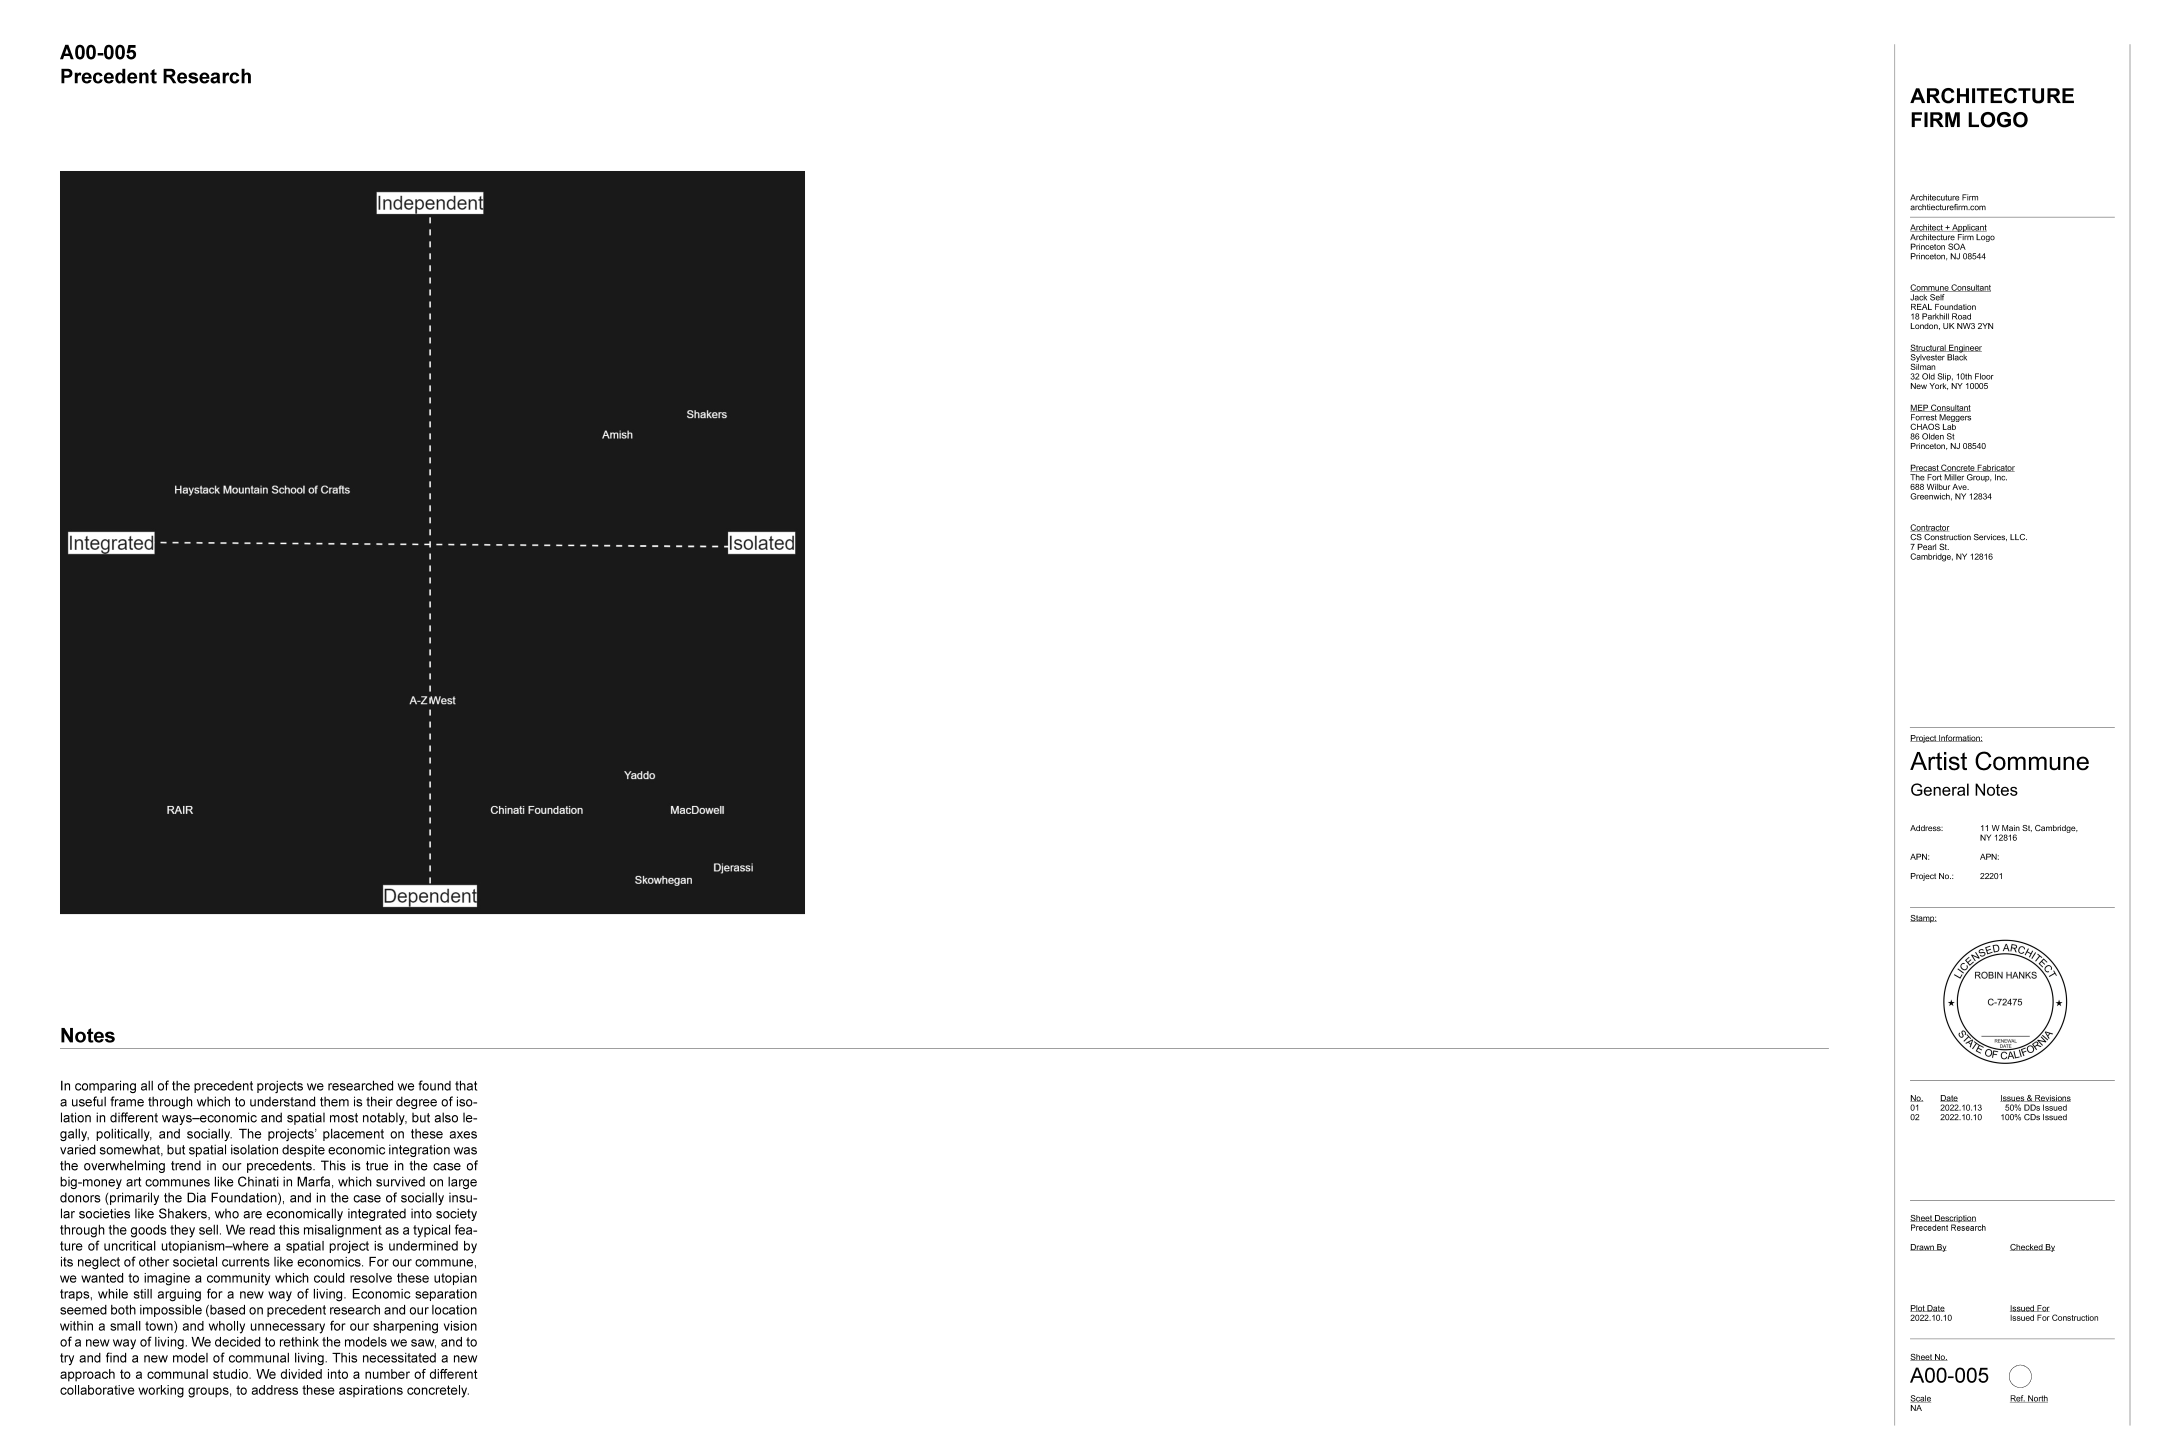 A00-005
Precedent Research
Independent
Shakers
Amish
Haystack Mountain School of Crafts
Integrated
Isolated
A-Z West
Yaddo
RAIR
Chinati Foundation
MacDowell
Djerassi
Skowhegan
Dependent
Notes
In comparing all of the precedent projects we researched we found that
a useful frame through which to understand them is their degree of iso-
lation in different ways–economic and spatial most notably, but also le-
gally, politically, and socially. The projects’ placement on these axes
varied somewhat, but spatial isolation despite economic integration was
the overwhelming trend in our precedents. This is true in the case of
big-money art communes like Chinati in Marfa, which survived on large
donors (primarily the Dia Foundation), and in the case of socially insu-
lar societies like Shakers, who are economically integrated into society
through the goods they sell. We read this misalignment as a typical fea-
ture of uncritical utopianism–where a spatial project is undermined by
its neglect of other societal currents like economics. For our commune,
we wanted to imagine a community which could resolve these utopian
traps, while still arguing for a new way of living. Economic separation
seemed both impossible (based on precedent research and our location
within a small town) and wholly unnecessary for our sharpening vision
of a new way of living. We decided to rethink the models we saw, and to
try and find a new model of communal living. This necessitated a new
approach to a communal studio. We divided into a number of different
collaborative working groups, to address these aspirations concretely.
ARCHITECTURE
FIRM LOGO
Architecuture Firm
archtiecturefirm.com
Architect + Applicant
Architecture Firm Logo
Princeton SOA
Princeton, NJ 08544
Commune Consultant
Jack Self
REAL Foundation
18 Parkhill Road
London, UK NW3 2YN
Structural Engineer
Sylvester Black
Silman
32 Old Slip, 10th Floor
New York, NY 10005
MEP Consultant
Forrest Meggers
CHAOS Lab
86 Olden St
Princeton, NJ 08540
Precast Concrete Fabricator
The Fort Miller Group, Inc.
688 Wilbur Ave.
Greenwich, NY 12834
Contractor
CS Construction Services, LLC.
7 Pearl St.
Cambridge, NY 12816
Project Information:
Artist Commune
General Notes
Address: 11 W Main St, Cambridge,
NY 12816
APN: APN:
Project No.: 22201
Stamp:
LICENSED ARCHITECT
ROBIN HANKS
C-72475
RENEWAL
DATE
STATE OF CALIFORNIA
No. Date Issues & Revisions
01 2022.10.13 50% DDs Issued
02 2022.10.10 100% CDs Issued
Sheet Description
Precedent Research
Drawn By Checked By
Plot Date Issued For
2022.10.10 Issued For Construction
Sheet No.
A00-005
Scale Ref. North
NA